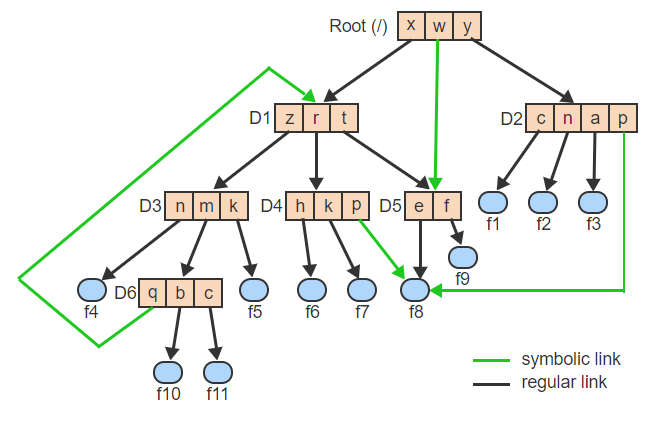 Root (/) x w y
D1 z r t
D2 c n a p
D3 n m k
D4 h k p
D5 e f
f1 f2 f3
f9
D6 q b c
f4 f5 f6 f7 f8
f10 f11
symbolic link
regular link